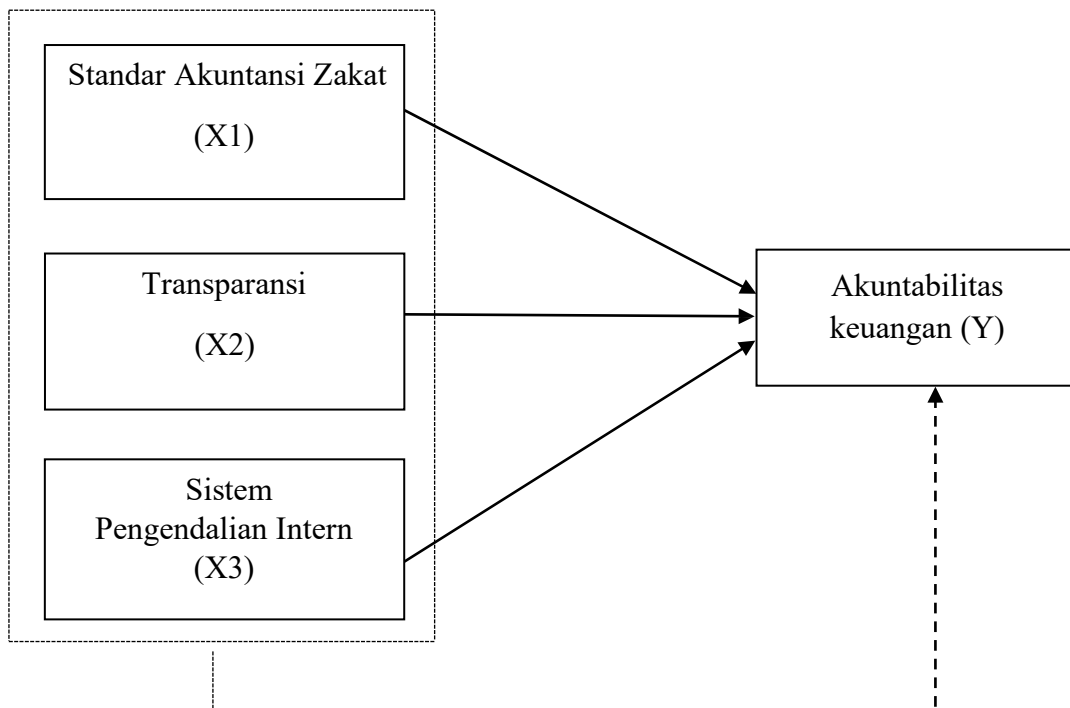 Standar Akuntansi Zakat
(X1)
Transparansi
(X2)
Sistem
Pengendalian Intern
(X3)
Akuntabilitas
keuangan (Y)